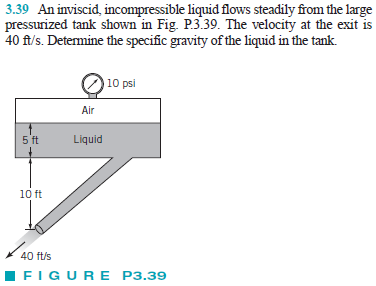 3.39 An inviscid, incompressible liquid flows steadily from the large
pressurized tank shown in Fig. P.3.39. The velocity at the exit is
40 ft/s. Determine the specific gravity of the liquid in the tank.
10 psi
Air
5 ft
Liquid
10 ft
40 ft/s
FIGURE P3.39